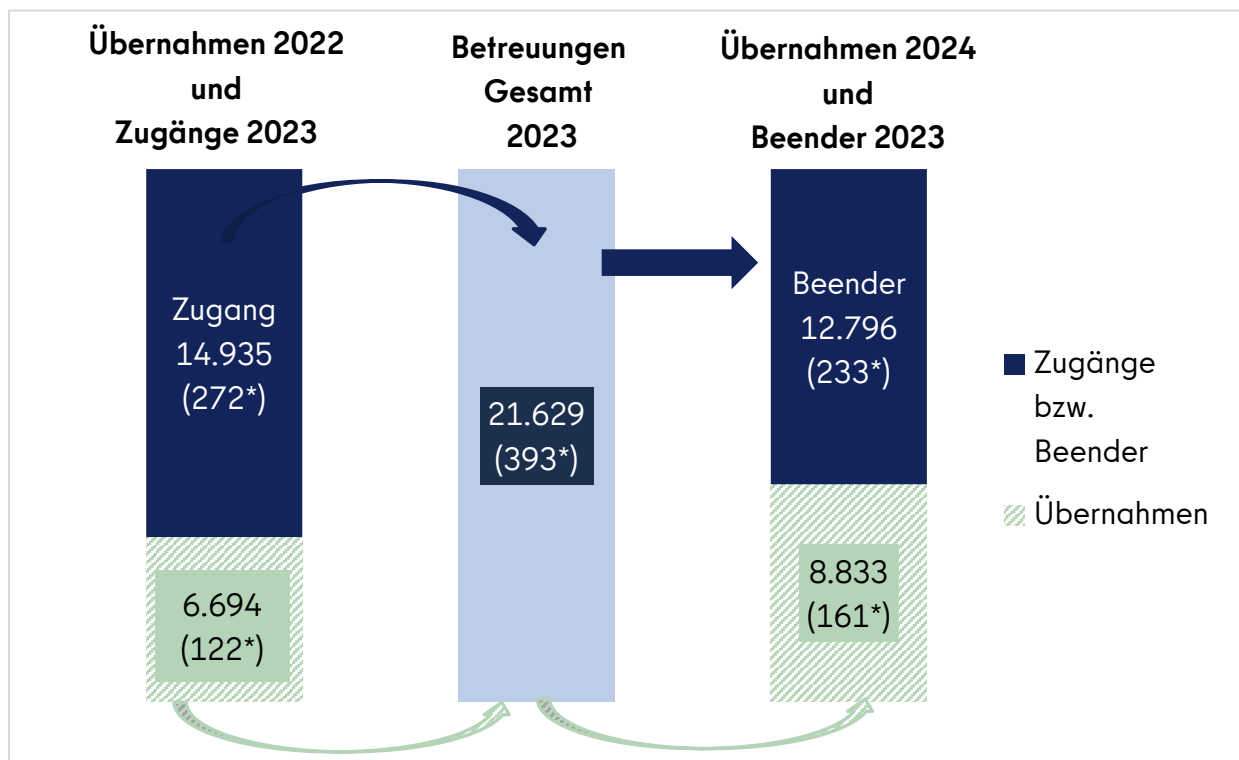 Übernahmen 2022
und
Zugänge 2023
Betreuungen
Gesamt
2023
Übernahmen 2024
und
Beender 2023
Zugang
14.935
(272*)
6.694
(122*)
21.629
(393*)
Beender
12.796
(233*)
8.833
(161*)
Zugänge
bzw.
Beender
Übernahmen